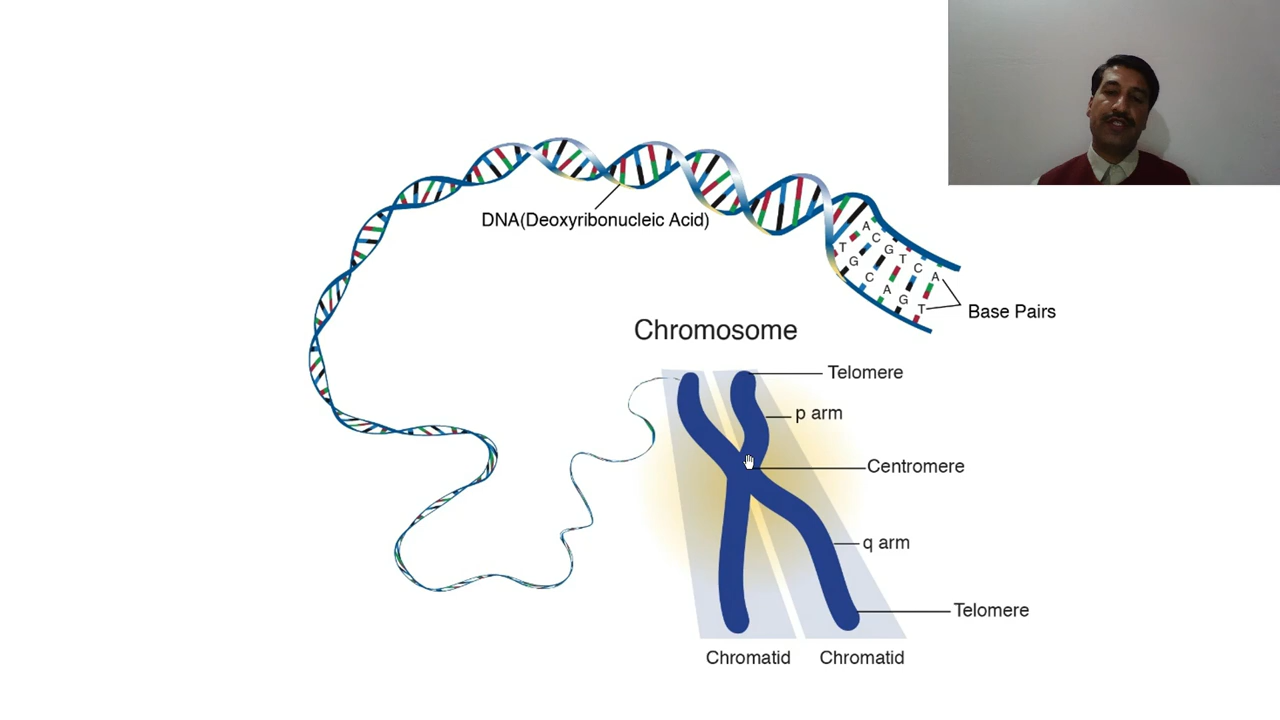 DNA(Deoxyribonucleic Acid)
A C G T C A
T G C A G T
Base Pairs
Chromosome
Telomere
p arm
Centromere
q arm
Telomere
Chromatid Chromatid